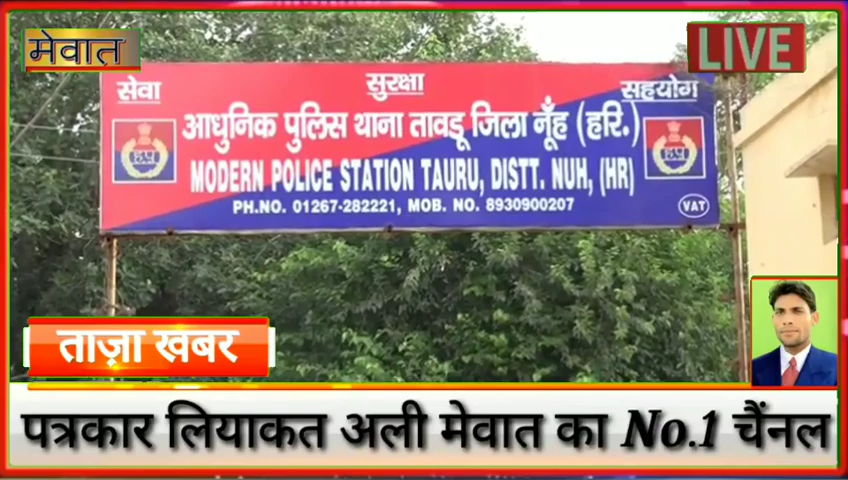 मेवात
LIVE
सेवा सुरक्षा सहयोग
आधुनिक पुलिस थाना तावडू जिला नूँह (हरि.)
MODERN POLICE STATION TAURU, DISTT. NUH, (HR)
PH.NO. 01267-282221, MOB. NO. 8930900207
VAT
ताज़ा खबर
पत्रकार लियाकत अली मेवात का No.1 चैंनल